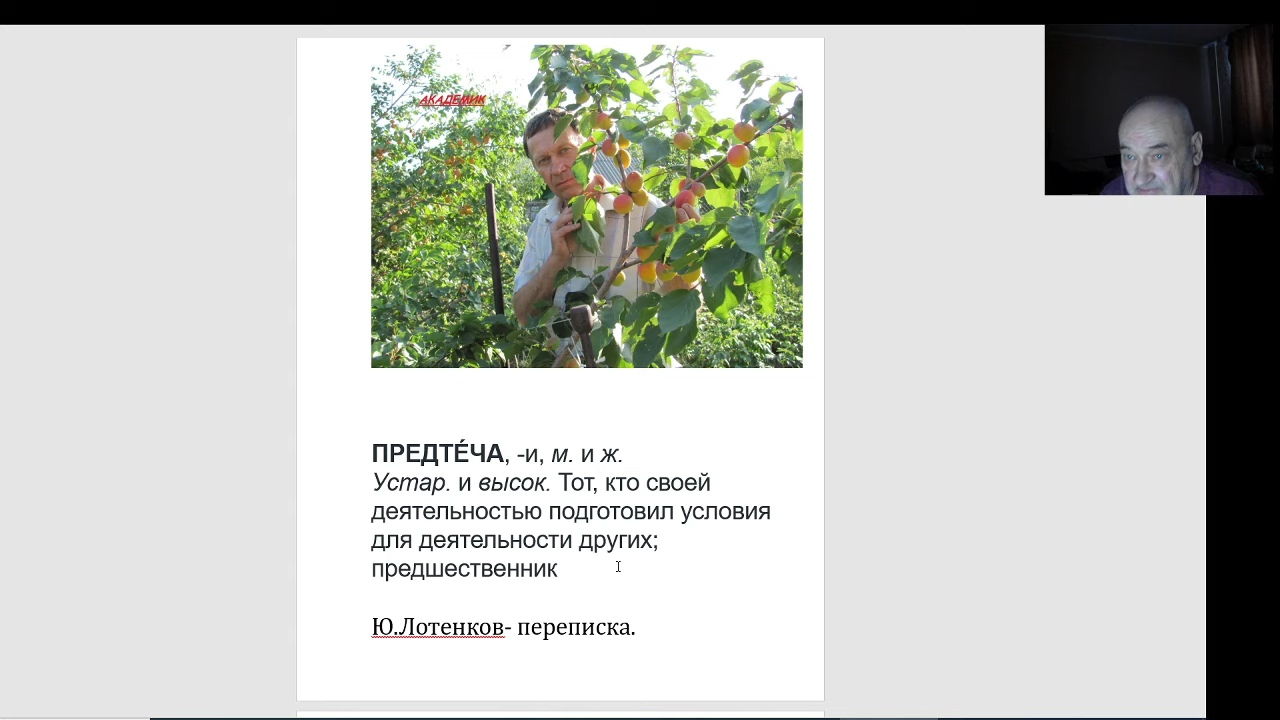 АКАДЕМИК
ПРЕДТЕ́ЧА, -и, м. и ж.
Устар. и высок. Тот, кто своей
деятельностью подготовил условия
для деятельности других;
предшественник
Ю.Лотенков- переписка.